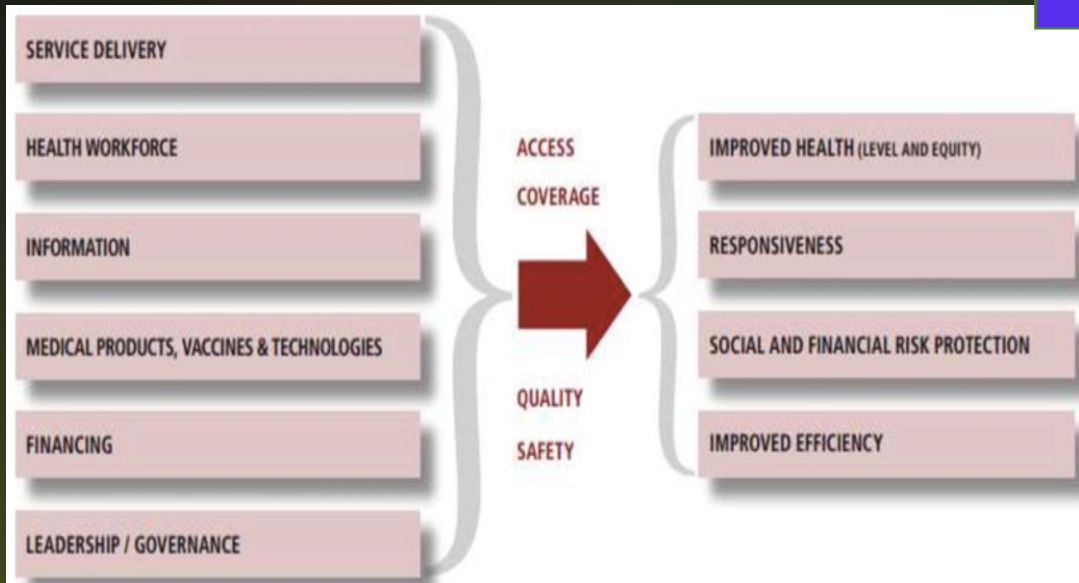 SERVICE DELIVERY
HEALTH WORKFORCE
INFORMATION
MEDICAL PRODUCTS, VACCINES & TECHNOLOGIES
FINANCING
LEADERSHIP / GOVERNANCE
ACCESS
COVERAGE
QUALITY
SAFETY
IMPROVED HEALTH (LEVEL AND EQUITY)
RESPONSIVENESS
SOCIAL AND FINANCIAL RISK PROTECTION
IMPROVED EFFICIENCY